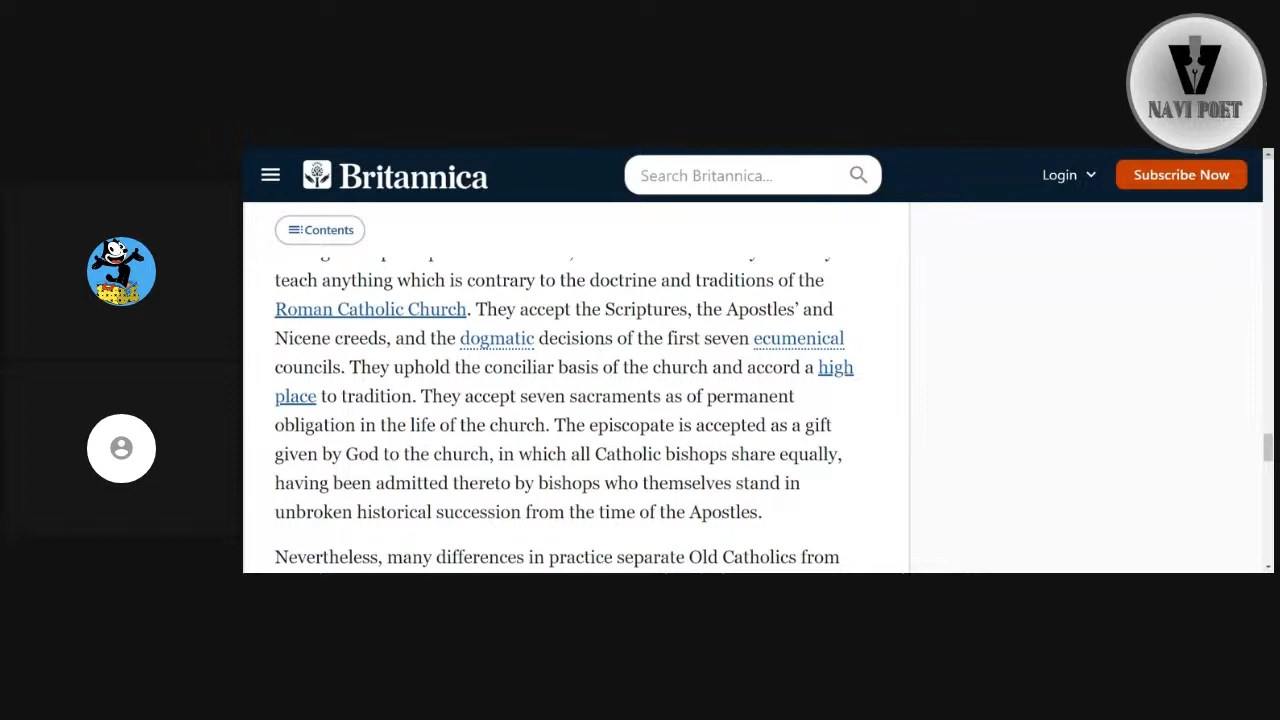 NAVI POET
Britannica
Search Britannica...
Login
Subscribe Now
Contents
teach anything which is contrary to the doctrine and traditions of the
Roman Catholic Church. They accept the Scriptures, the Apostles’ and
Nicene creeds, and the dogmatic decisions of the first seven ecumenical
councils. They uphold the conciliar basis of the church and accord a high
place to tradition. They accept seven sacraments as of permanent
obligation in the life of the church. The episcopate is accepted as a gift
given by God to the church, in which all Catholic bishops share equally,
having been admitted thereto by bishops who themselves stand in
unbroken historical succession from the time of the Apostles.
Nevertheless, many differences in practice separate Old Catholics from